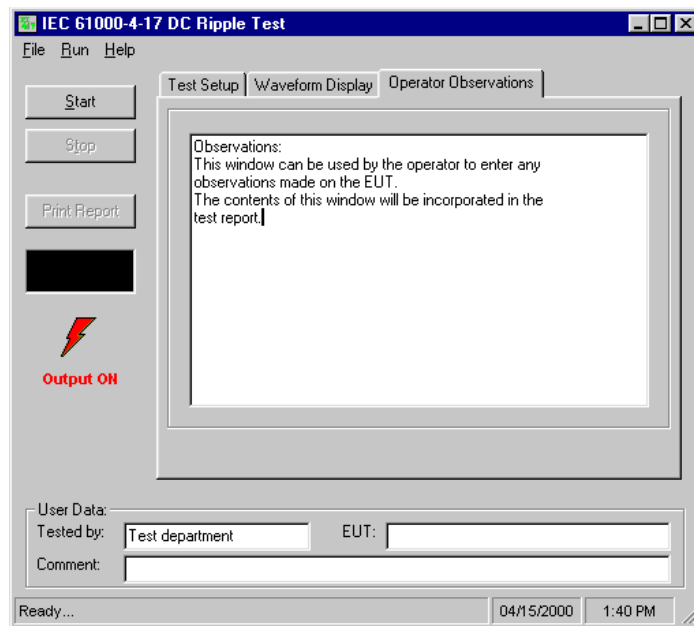 IEC 61000-4-17 DC Ripple Test
File Run Help
Start
Stop
Print Report
Output ON
Test Setup Waveform Display Operator Observations
Observations:
This window can be used by the operator to enter any
observations made on the EUT.
The contents of this window will be incorporated in the
test report.
User Data:
Tested by: Test department EUT:
Comment:
Ready... 04/15/2000 1:40 PM